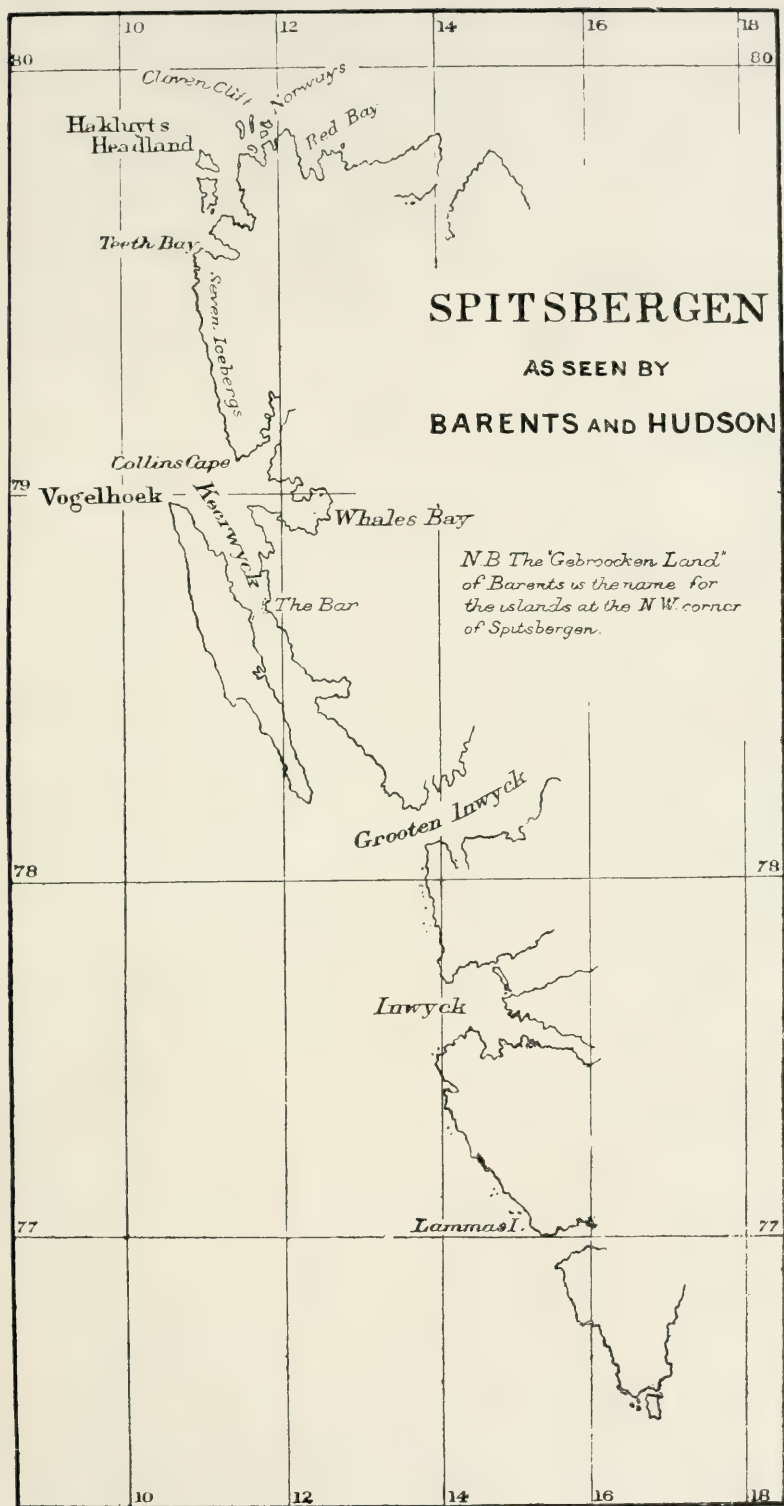 10 12 14 16 18
80 80
Cloven Cliff
Norways
Hakluyts
Headland
Red Bay
Teeth Bay
Seven Icebergs
SPITSBERGEN
AS SEEN BY
BARENTS AND HUDSON
Collins Cape
79
Vogelhoek
Keerwyck
Whales Bay
N.B The "Gebroocken Land"
of Barents is the name for
the islands at the N W. corner
of Spitsbergen.
The Bar
Grooten Inwyck
78 78
Inwyck
Lammas I.
77 77
10 12 14 16 18